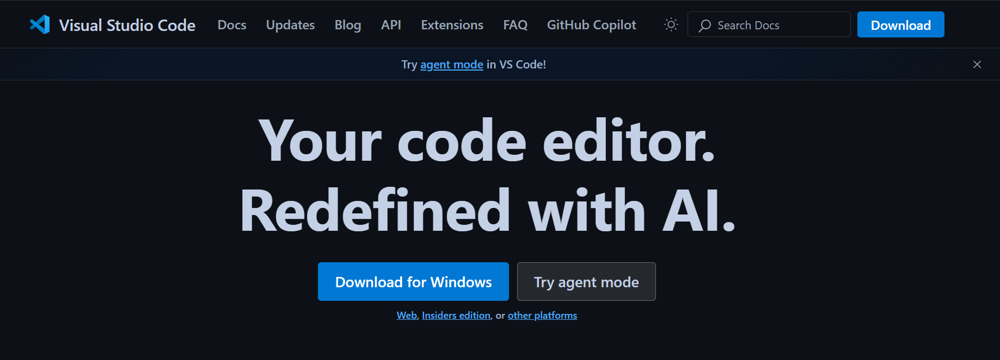 Visual Studio Code Docs Updates Blog API Extensions FAQ GitHub Copilot Search Docs Download
Try agent mode in VS Code!
Your code editor.
Redefined with AI.
Download for Windows Try agent mode
Web, Insiders edition, or other platforms